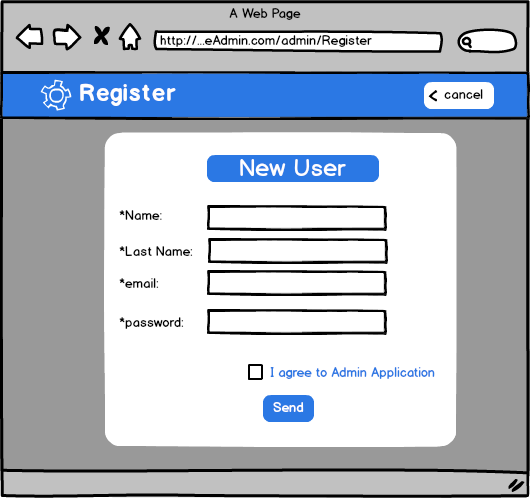 A Web Page
http://...eAdmin.com/admin/Register
Register
cancel
New User
*Name:
*Last Name:
*email:
*password:
I agree to Admin Application
Send